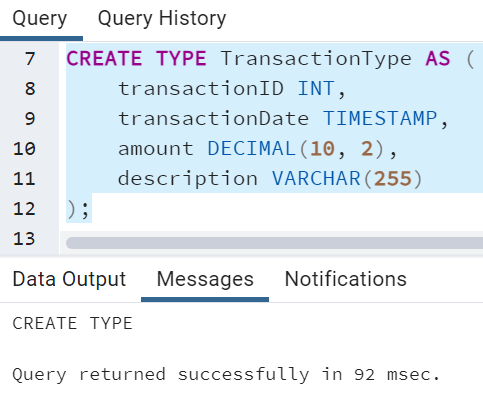 Query Query History
7 CREATE TYPE TransactionType AS (
8 transactionID INT,
9 transactionDate TIMESTAMP,
10 amount DECIMAL(10, 2),
11 description VARCHAR(255)
12 );
13
Data Output Messages Notifications
CREATE TYPE
Query returned successfully in 92 msec.